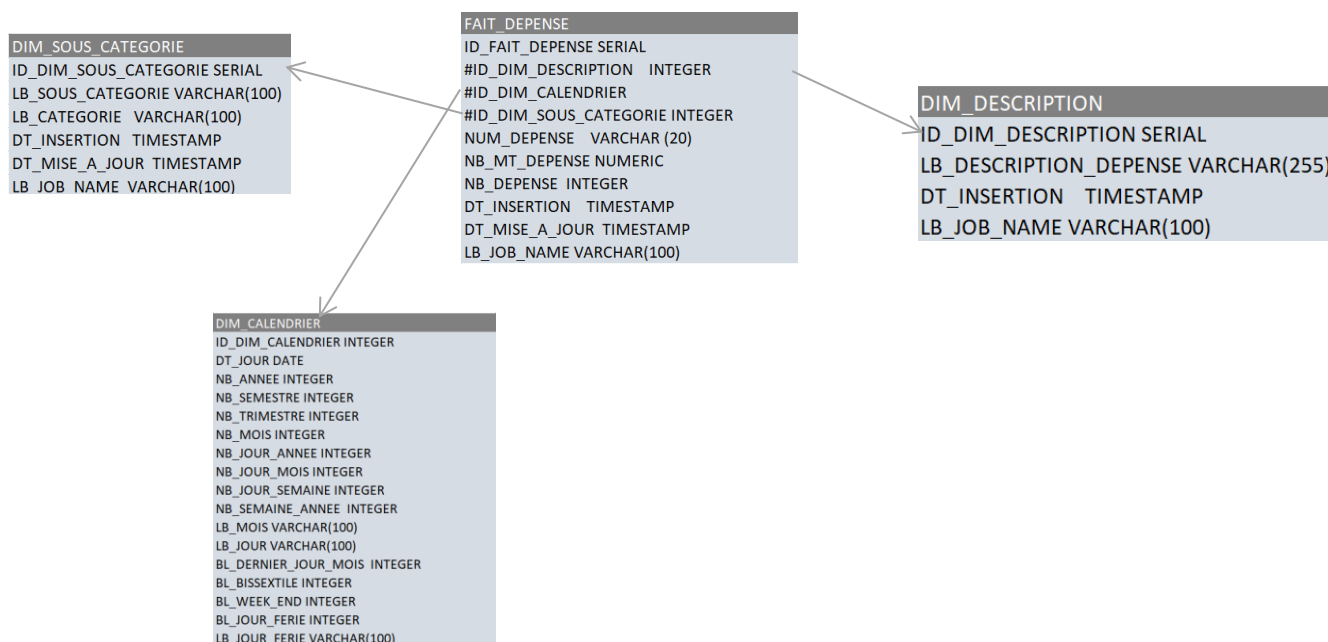 DIM_SOUS_CATEGORIE
ID_DIM_SOUS_CATEGORIE SERIAL
LB_SOUS_CATEGORIE VARCHAR(100)
LB_CATEGORIE VARCHAR(100)
DT_INSERTION TIMESTAMP
DT_MISE_A_JOUR TIMESTAMP
LB_JOB_NAME VARCHAR(100)
FAIT_DEPENSE
ID_FAIT_DEPENSE SERIAL
#ID_DIM_DESCRIPTION INTEGER
#ID_DIM_CALENDRIER
#ID_DIM_SOUS_CATEGORIE INTEGER
NUM_DEPENSE VARCHAR (20)
NB_MT_DEPENSE NUMERIC
NB_DEPENSE INTEGER
DT_INSERTION TIMESTAMP
DT_MISE_A_JOUR TIMESTAMP
LB_JOB_NAME VARCHAR(100)
DIM_DESCRIPTION
ID_DIM_DESCRIPTION SERIAL
LB_DESCRIPTION_DEPENSE VARCHAR(255)
DT_INSERTION TIMESTAMP
LB_JOB_NAME VARCHAR(100)
DIM_CALENDRIER
ID_DIM_CALENDRIER INTEGER
DT_JOUR DATE
NB_ANNEE INTEGER
NB_SEMESTRE INTEGER
NB_TRIMESTRE INTEGER
NB_MOIS INTEGER
NB_JOUR_ANNEE INTEGER
NB_JOUR_MOIS INTEGER
NB_JOUR_SEMAINE INTEGER
NB_SEMAINE_ANNEE INTEGER
LB_MOIS VARCHAR(100)
LB_JOUR VARCHAR(100)
BL_DERNIER_JOUR_MOIS INTEGER
BL_BISSEXTILE INTEGER
BL_WEEK_END INTEGER
BL_JOUR_FERIE INTEGER
LB_JOUR_FERIE VARCHAR(100)